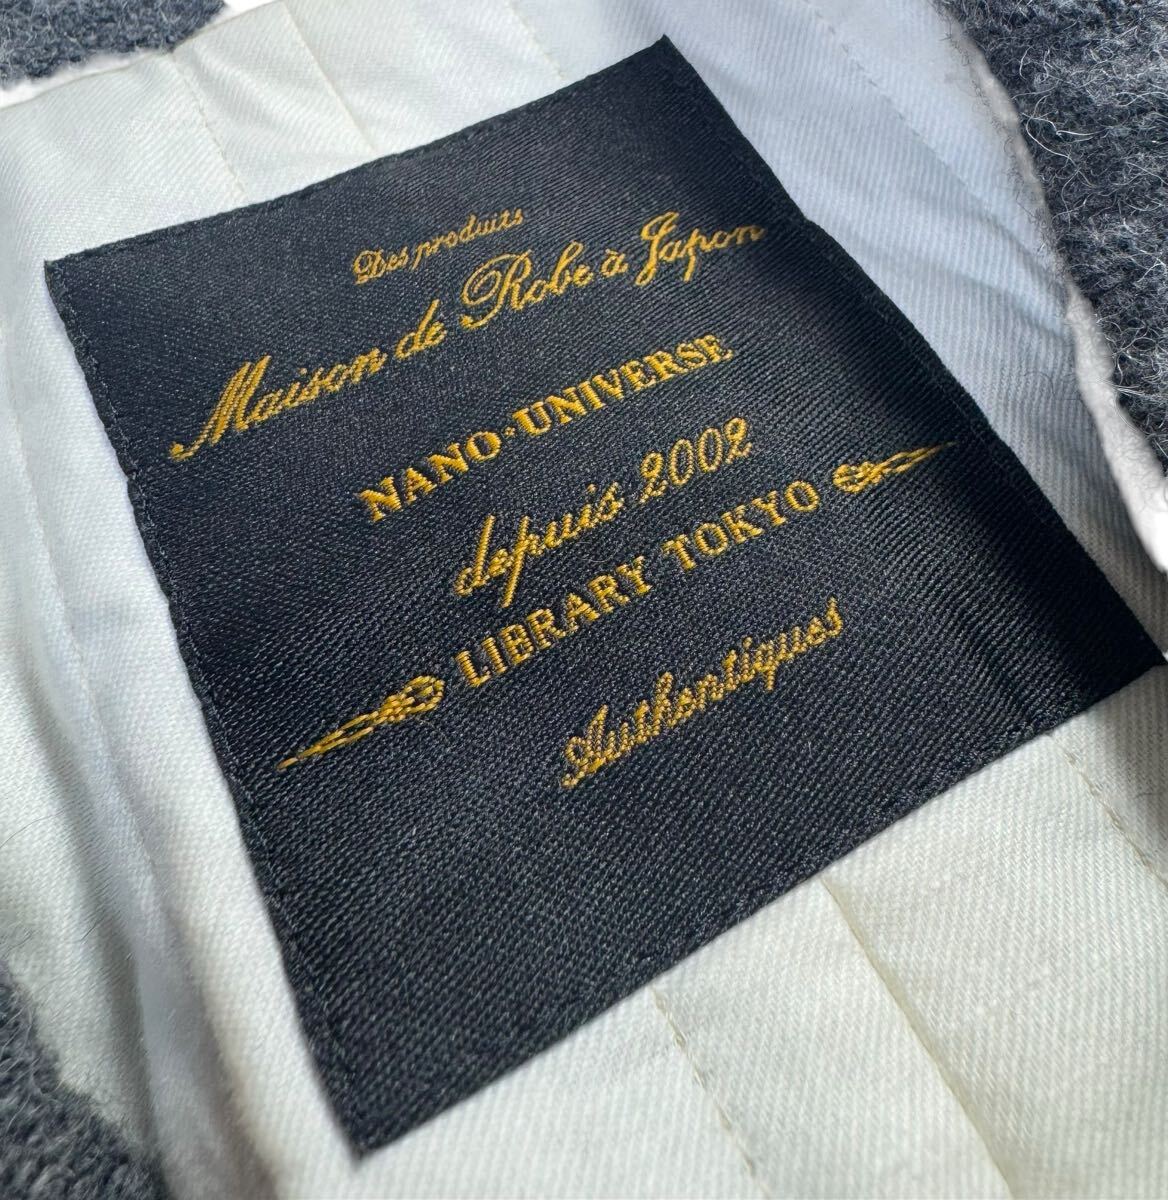 Des produits
Maison de Robe à Japon
NANO·UNIVERSE
depuis 2002
LIBRARY TOKYO
Authentiques